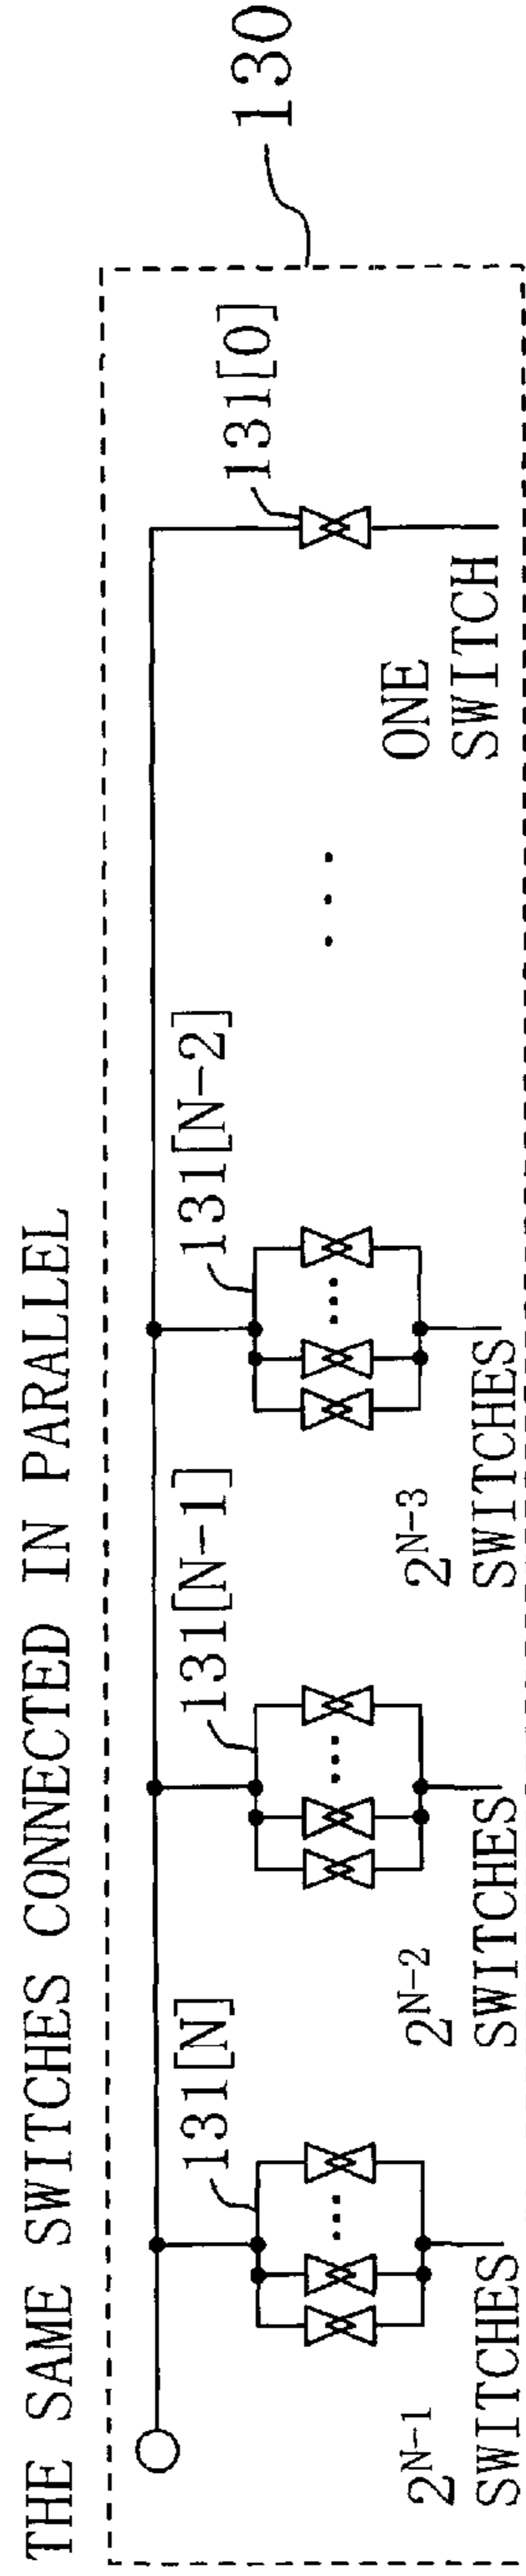 THE SAME SWITCHES CONNECTED IN PARALLEL
130
131[N]
131[N-1]
131[N-2]
131[0]
...
2^{N-1}
SWITCHES
2^{N-2}
SWITCHES
2^{N-3}
SWITCHES
ONE
SWITCH